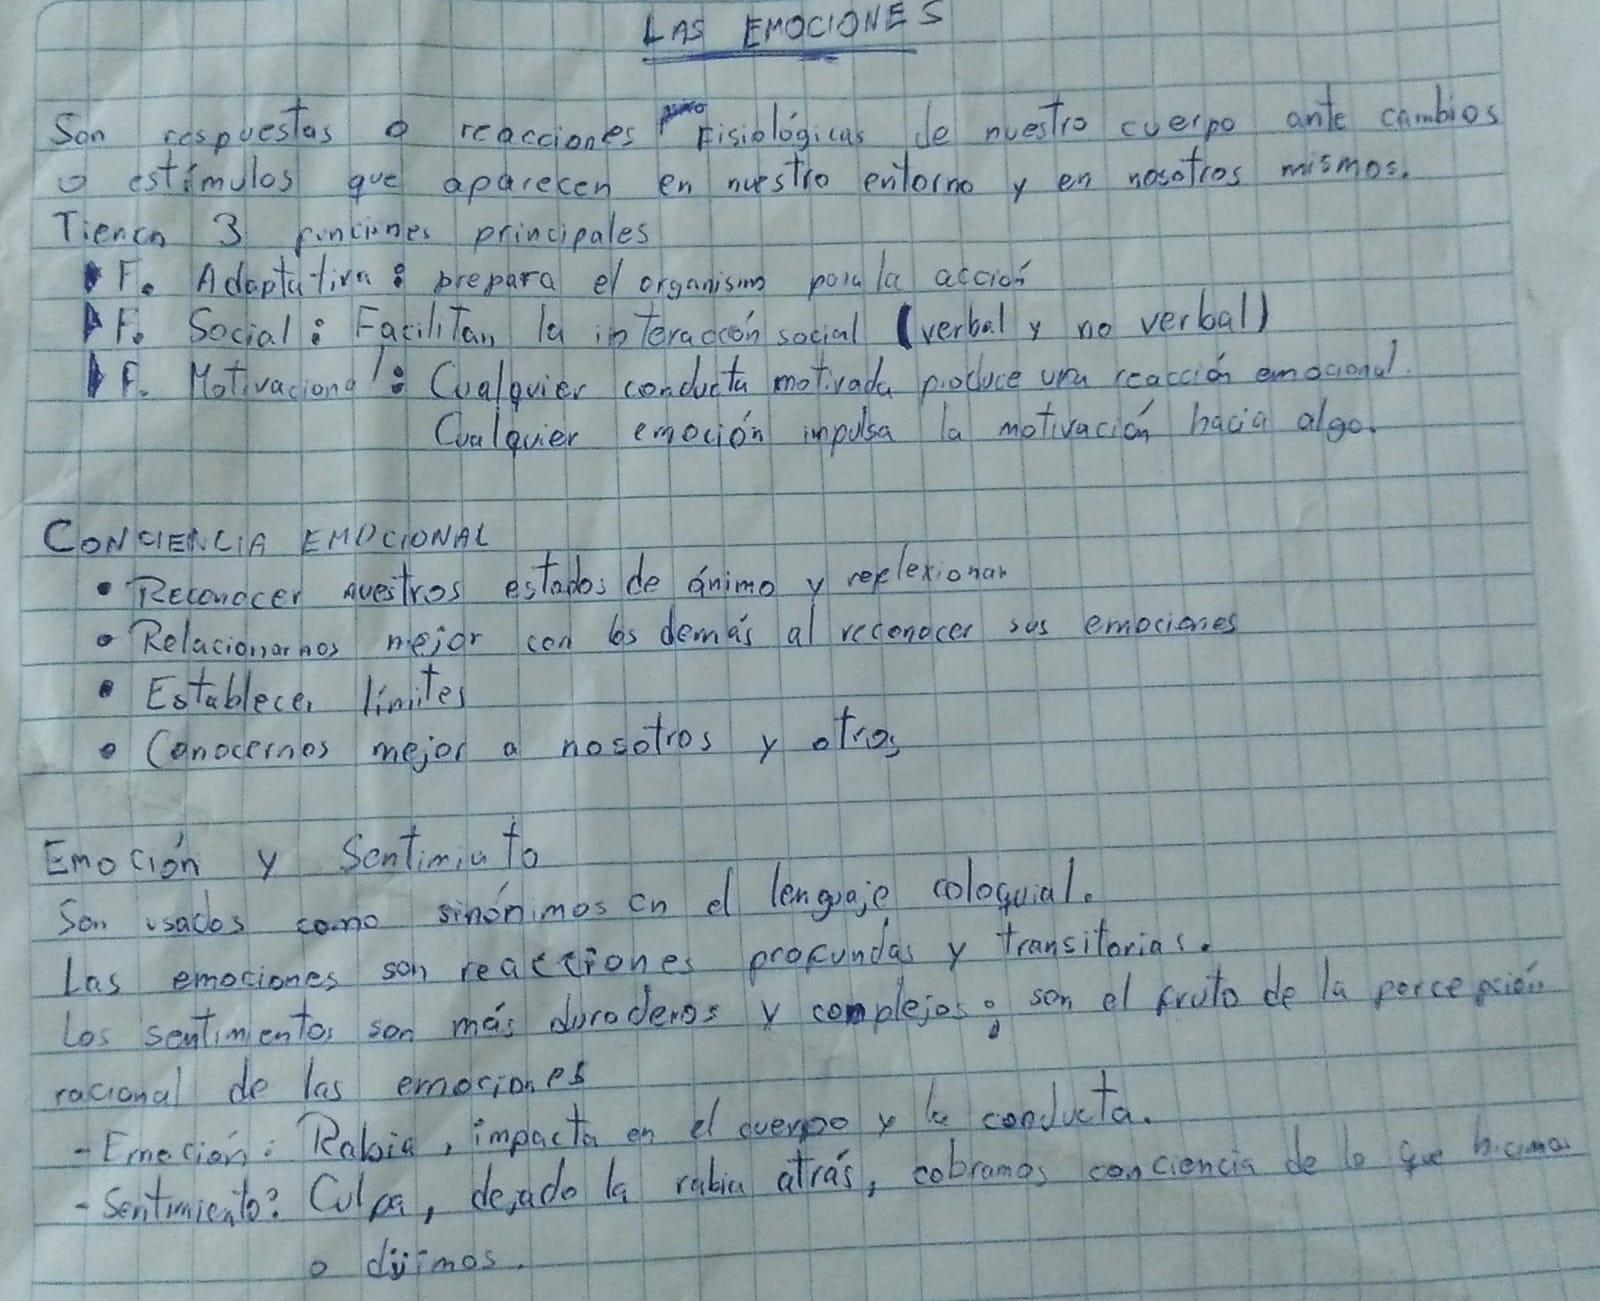 LAS EMOCIONES
Son respuestas o reacciones Fisiológicas de nuestro cuerpo ante cambios
o estímulos que aparecen en nuestro entorno y en nosotros mismos.
Tienen 3 funciones principales
F. Adaptativa: prepara el organismo para la acción
F. Social: Facilitan la interacción social (verbal y no verbal)
F. Motivacional: Cualquier conducta motivada produce una reacción emocional.
Cualquier emoción impulsa la motivación hacia algo.
CONCIENCIA EMOCIONAL
• Reconocer nuestros estados de ánimo y reflexionar
• Relacionarnos mejor con los demás al reconocer sus emociones
• Establecer límites
• Conocernos mejor a nosotros y otros
Emoción y Sentimiento
Son usados como sinónimos en el lenguaje coloquial.
Las emociones son reacciones profundas y transitorias.
Los sentimientos son más duraderos y complejos; son el fruto de la percepción
racional de las emociones
- Emoción: Rabia, impacta en el cuerpo y la conducta.
- Sentimiento: Culpa, dejado la rabia atrás, cobramos conciencia de lo que hicimos
o dijimos.